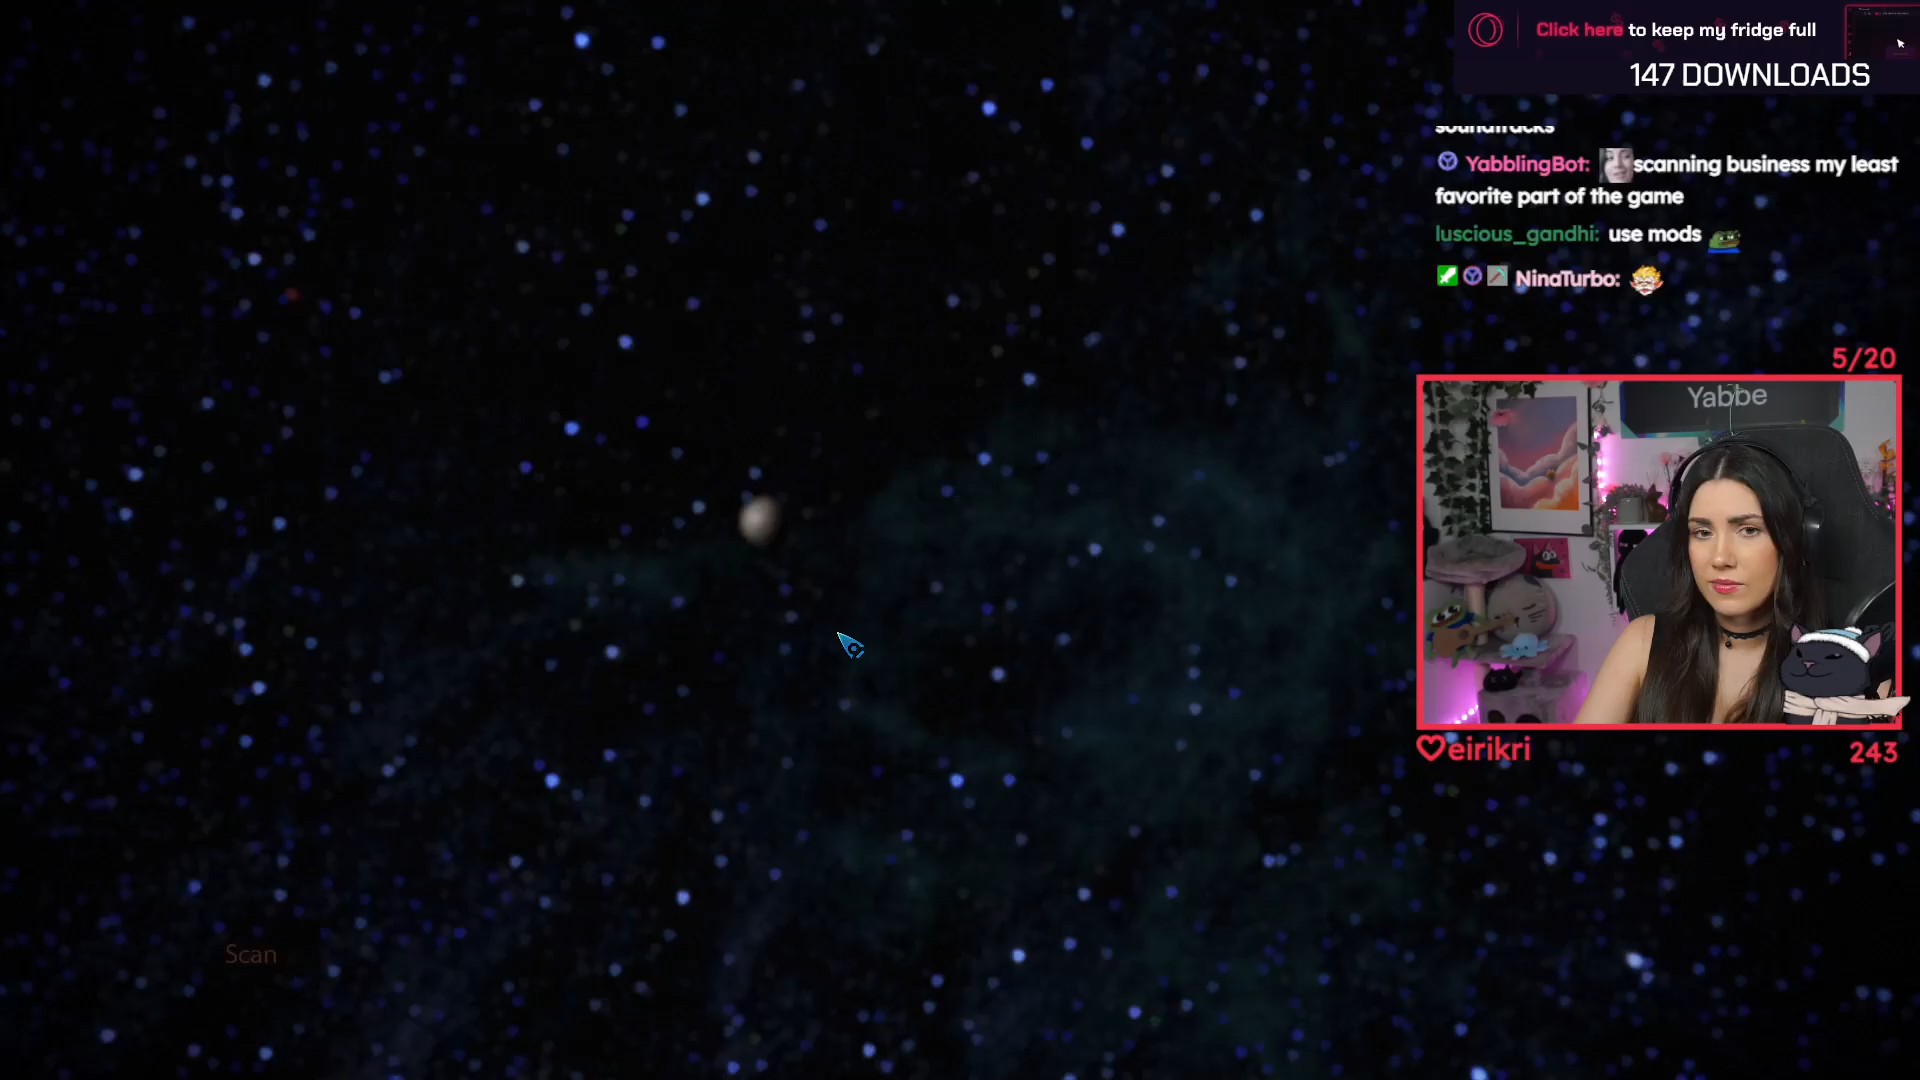 Click here to keep my fridge full
147 DOWNLOADS
soundtracks
YabblingBot: scanning business my least
favorite part of the game
luscious_gandhi: use mods
NinaTurbo:
5/20
Yabbe
eirikri
243
Scan